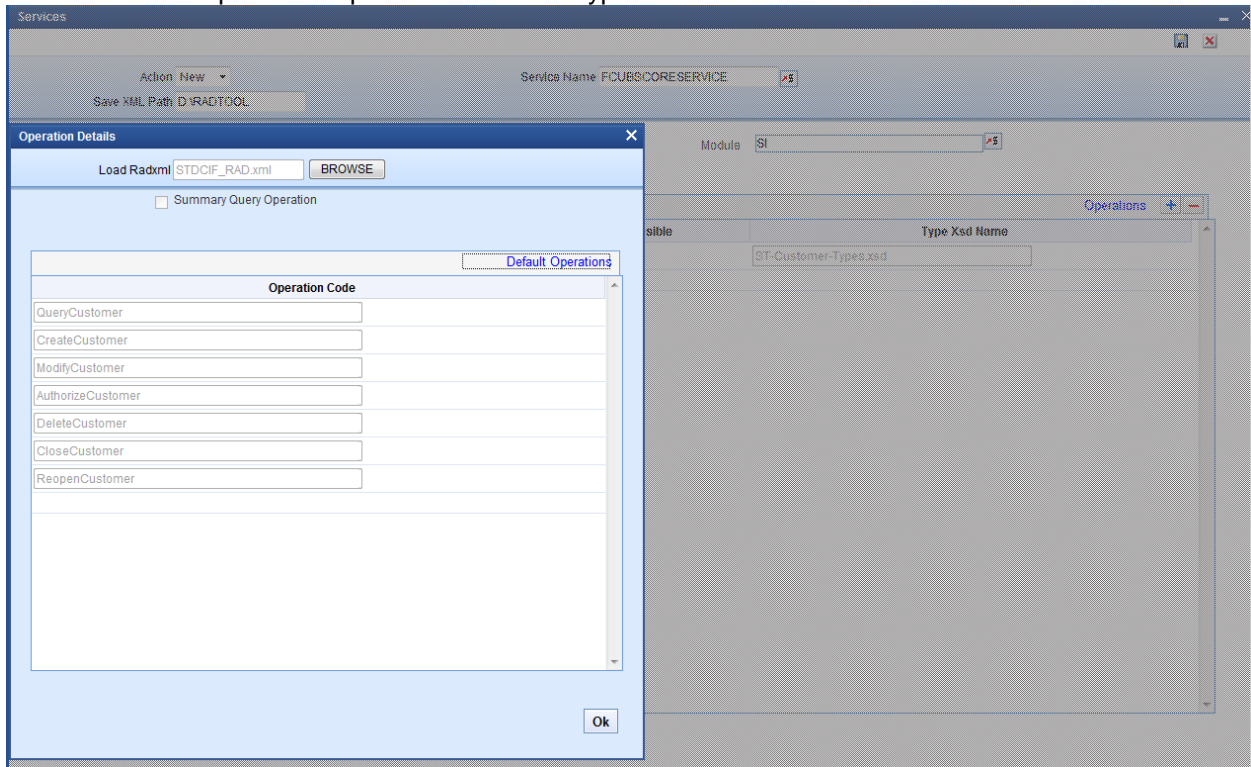 Services
Action New
Service Name FCUBSCORESERVICE
Save XML Path D:\RADTOOL
Operation Details
Module SI
Load Radxml STDCIF_RAD.xml BROWSE
Summary Query Operation
Operations
sible Type Xsd Name
ST-Customer-Types.xsd
Default Operations
Operation Code
QueryCustomer
CreateCustomer
ModifyCustomer
AuthorizeCustomer
DeleteCustomer
CloseCustomer
ReopenCustomer
Ok